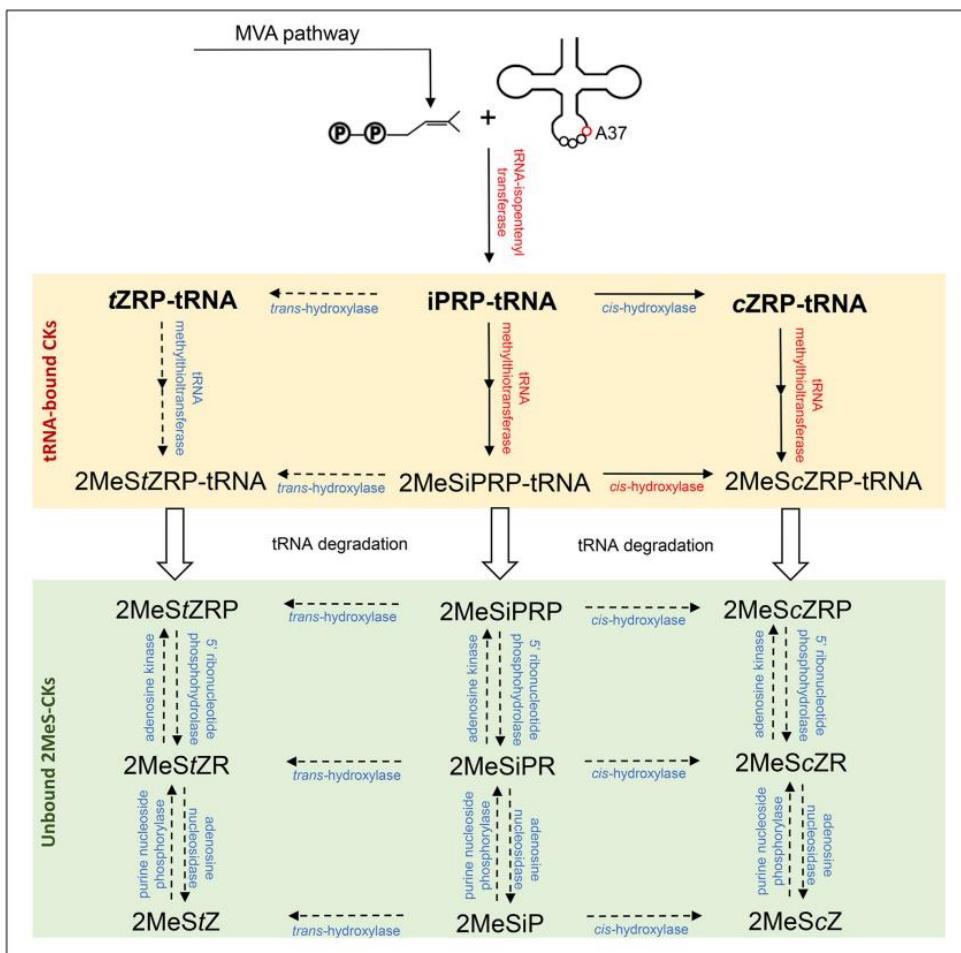 MVA pathway
P P + A37
tRNA-isopentenyl
transferase
tRNA-bound CKs
tZRP-tRNA trans-hydroxylase iPRP-tRNA cis-hydroxylase cZRP-tRNA
tRNA
methylthioltransferase
tRNA
methylthiotransferase
tRNA
methylthioltransferase
2MeStZRP-tRNA trans-hydroxylase 2MeSiPRP-tRNA cis-hydroxylase 2MeScZRP-tRNA
tRNA degradation tRNA degradation
Unbound 2MeS-CKs
2MeStZRP trans-hydroxylase 2MeSiPRP cis-hydroxylase 2MeScZRP
adenosine kinase
5' ribonucleotide
phosphohydrolase
adenosine kinase
5' ribonucleotide
phosphohydrolase
adenosine kinase
5' ribonucleotide
phosphohydrolase
2MeStZR trans-hydroxylase 2MeSiPR cis-hydroxylase 2MeScZR
purine nucleoside
phosphorylase
adenosine
nucleosidase
purine nucleoside
phosphorylase
adenosine
nucleosidase
purine nucleoside
phosphorylase
adenosine
nucleosidase
2MeStZ trans-hydroxylase 2MeSiP cis-hydroxylase 2MeScZ